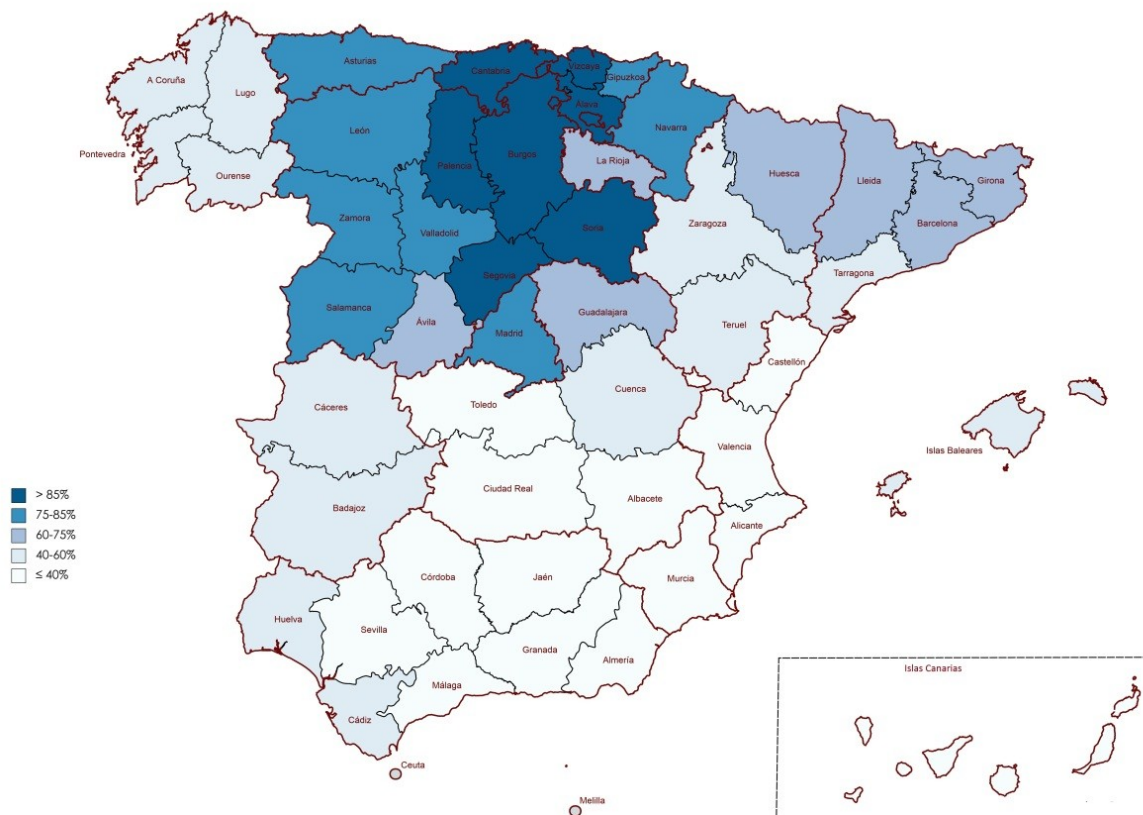 Asturias
Cantabria
Vizcaya
Gipuzkoa
A Coruña
Lugo
Álava
León
Navarra
Pontevedra
Palencia
Burgos
La Rioja
Ourense
Huesca
Lleida
Girona
Zamora
Valladolid
Soria
Zaragoza
Barcelona
Segovia
Tarragona
Salamanca
Ávila
Madrid
Guadalajara
Teruel
Castellón
Cáceres
Toledo
Cuenca
Valencia
Islas Baleares
> 85%
75-85%
60-75%
40-60%
≤ 40%
Badajoz
Ciudad Real
Albacete
Alicante
Córdoba
Jaén
Murcia
Huelva
Sevilla
Granada
Almería
Málaga
Cádiz
Islas Canarias
Ceuta
Melilla